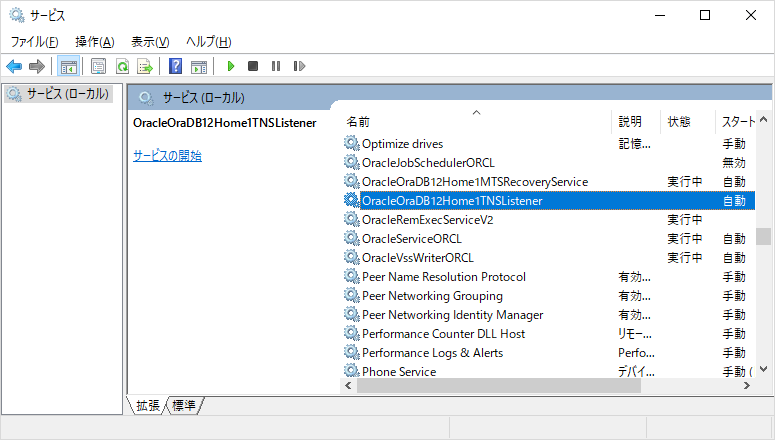 サービス
ファイル(F) 操作(A) 表示(V) ヘルプ(H)
サービス (ローカル)
サービス (ローカル)
OracleOraDB12Home1TNSListener
サービスの開始
名前 説明 状態 スタート
Optimize drives 記憶... 手動
OracleJobSchedulerORCL 無効
OracleOraDB12Home1MTSRecoveryService 実行中 自動
OracleOraDB12Home1TNSListener 自動
OracleRemExecServiceV2 実行中
OracleServiceORCL 実行中 自動
OracleVssWriterORCL 実行中 自動
Peer Name Resolution Protocol 有効... 手動
Peer Networking Grouping 有効... 手動
Peer Networking Identity Manager 有効... 手動
Performance Counter DLL Host リモー... 手動
Performance Logs & Alerts Perfo... 手動
Phone Service デバイ... 手動 (
拡張 標準